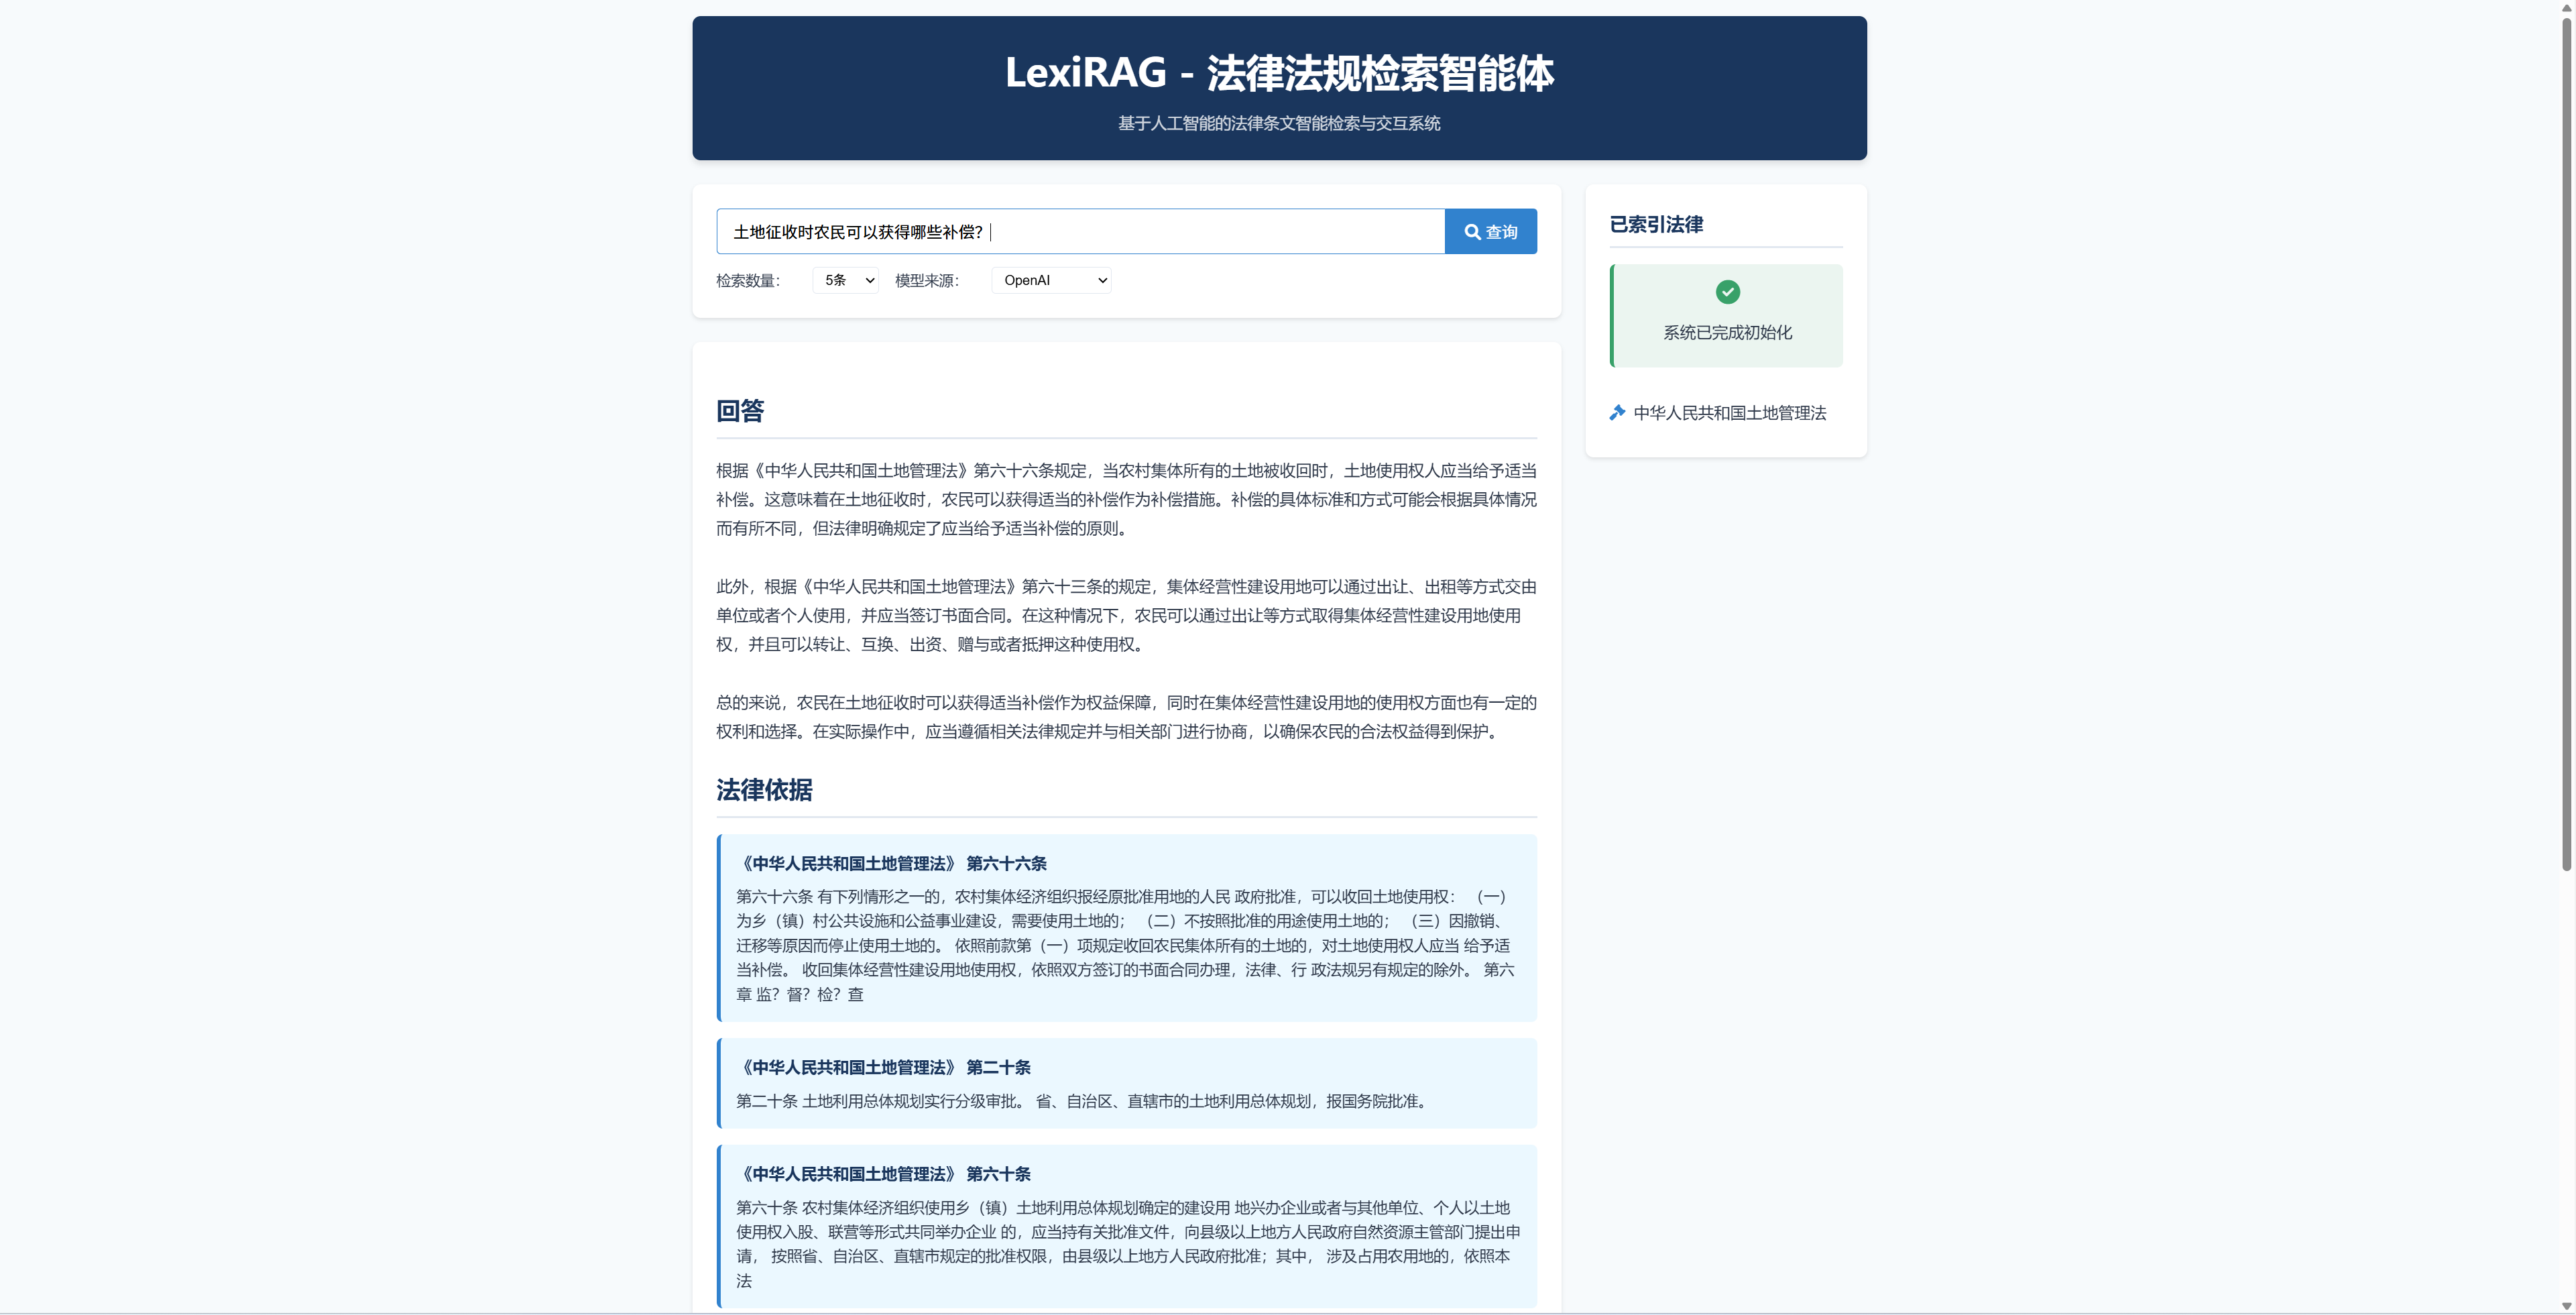 LexiRAG - 法律法规检索智能体
基于人工智能的法律条文智能检索与交互系统
土地征收时农民可以获得哪些补偿？
查询
检索数量：
5条
模型来源：
OpenAI
已索引法律
系统已完成初始化
中华人民共和国土地管理法
回答
根据《中华人民共和国土地管理法》第六十六条规定，当农村集体所有的土地被收回时，土地使用权人应当给予适当
补偿。这意味着在土地征收时，农民可以获得适当的补偿作为补偿措施。补偿的具体标准和方式可能会根据具体情况
而有所不同，但法律明确规定了应当给予适当补偿的原则。
此外，根据《中华人民共和国土地管理法》第六十三条的规定，集体经营性建设用地可以通过出让、出租等方式交由
单位或者个人使用，并应当签订书面合同。在这种情况下，农民可以通过出让等方式取得集体经营性建设用地使用
权，并且可以转让、互换、出资、赠与或者抵押这种使用权。
总的来说，农民在土地征收时可以获得适当补偿作为权益保障，同时在集体经营性建设用地的使用权方面也有一定的
权利和选择。在实际操作中，应当遵循相关法律规定并与相关部门进行协商，以确保农民的合法权益得到保护。
法律依据
《中华人民共和国土地管理法》 第六十六条
第六十六条 有下列情形之一的，农村集体经济组织报经原批准用地的人民 政府批准，可以收回土地使用权： （一）
为乡（镇）村公共设施和公益事业建设，需要使用土地的； （二）不按照批准的用途使用土地的； （三）因撤销、
迁移等原因而停止使用土地的。 依照前款第（一）项规定收回农民集体所有的土地的，对土地使用权人应当 给予适
当补偿。 收回集体经营性建设用地使用权，依照双方签订的书面合同办理，法律、行 政法规另有规定的除外。 第六
章 监？督？检？查
《中华人民共和国土地管理法》 第二十条
第二十条 土地利用总体规划实行分级审批。 省、自治区、直辖市的土地利用总体规划，报国务院批准。
《中华人民共和国土地管理法》 第六十条
第六十条 农村集体经济组织使用乡（镇）土地利用总体规划确定的建设用 地兴办企业或者与其他单位、个人以土地
使用权入股、联营等形式共同举办企业 的，应当持有关批准文件，向县级以上地方人民政府自然资源主管部门提出申
请， 按照省、自治区、直辖市规定的批准权限，由县级以上地方人民政府批准；其中， 涉及占用农用地的，依照本
法